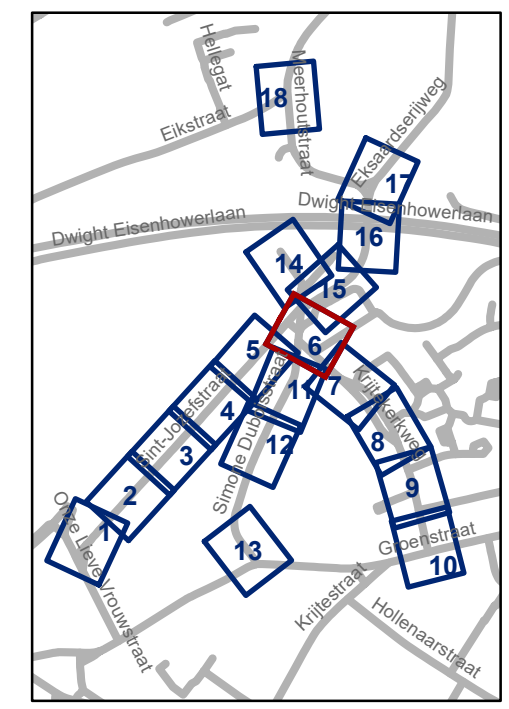 Hellegat
Meerhoutstraat
18
Eikstraat
Eksaardserijweg
17
Dwight Eisenhowerlaan
Dwight Eisenhowerlaan
16
14
15
6
5
11
7
Krijtekerkweg
Sint-Jozefstraat
Simone Duboisstraat
4
12
8
3
9
2
Onze Lieve Vrouwstraat
1
13
Groenstraat
10
Krijtestraat
Hollenaarstraat